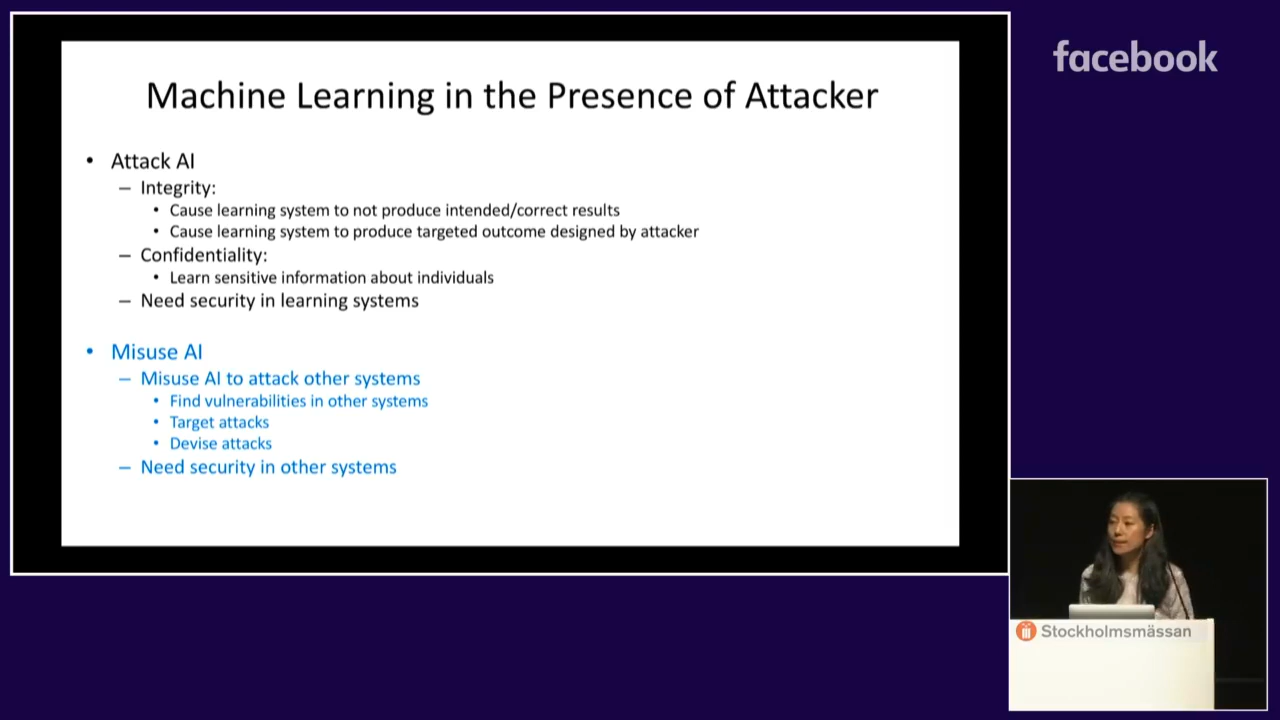 Machine Learning in the Presence of Attacker
• Attack AI
– Integrity:
• Cause learning system to not produce intended/correct results
• Cause learning system to produce targeted outcome designed by attacker
– Confidentiality:
• Learn sensitive information about individuals
– Need security in learning systems
• Misuse AI
– Misuse AI to attack other systems
• Find vulnerabilities in other systems
• Target attacks
• Devise attacks
– Need security in other systems
facebook
Stockholmsmässan